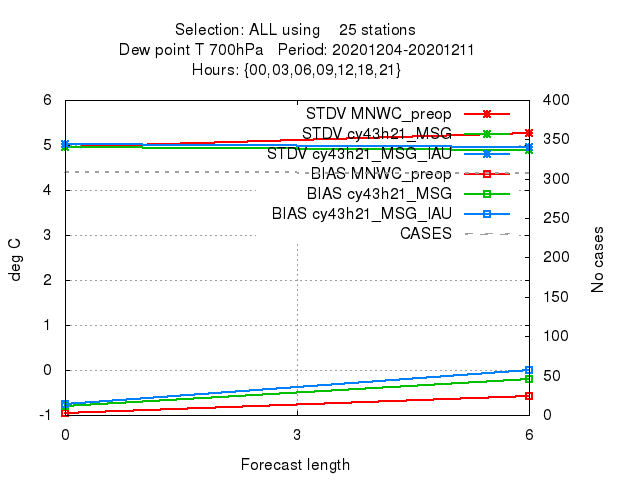 Selection: ALL using 25 stations
Dew point T 700hPa Period: 20201204-20201211
Hours: {00,03,06,09,12,18,21}
6 400
STDV MNWC_preop
5 350
STDV cy43h21_MSG
STDV cy43h21_MSG_IAU
4 300
BIAS MNWC_preop
BIAS cy43h21_MSG
3 250
BIAS cy43h21_MSG_IAU
CASES
2 200
1 150
0 100
-1 50
0
deg C
No cases
0 3 6
Forecast length